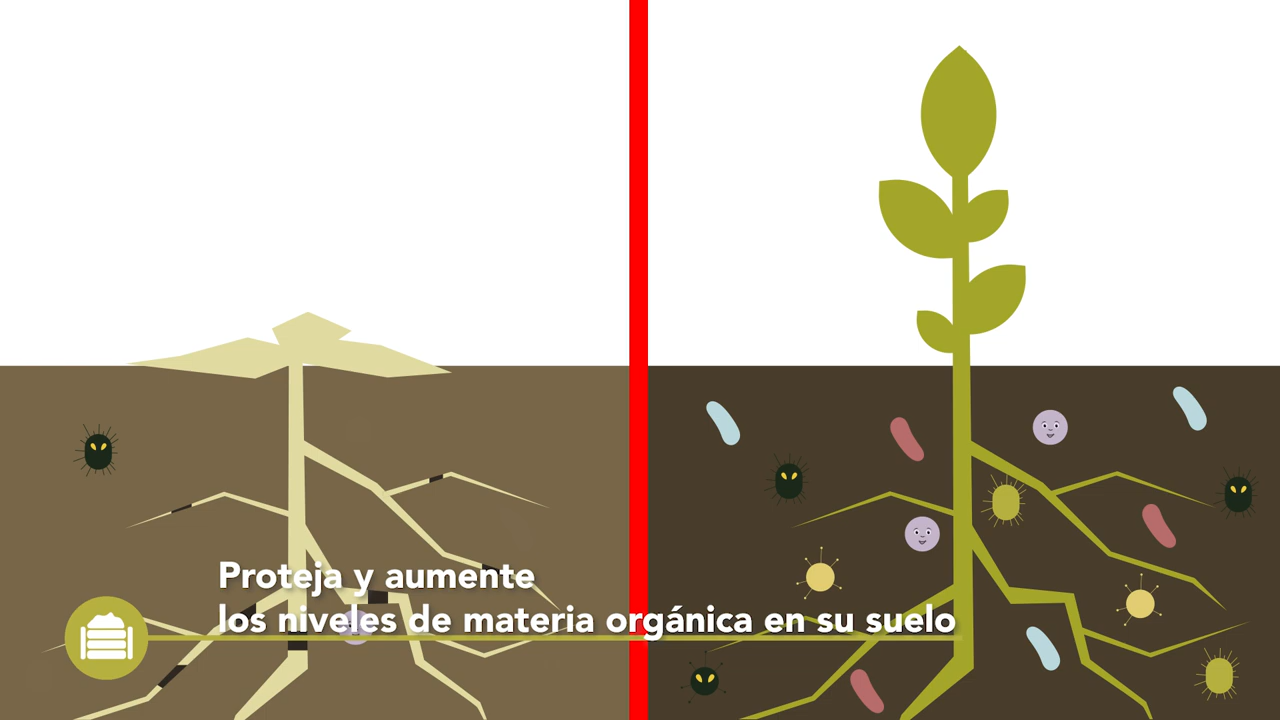 Proteja y aumente
los niveles de materia orgánica en su suelo